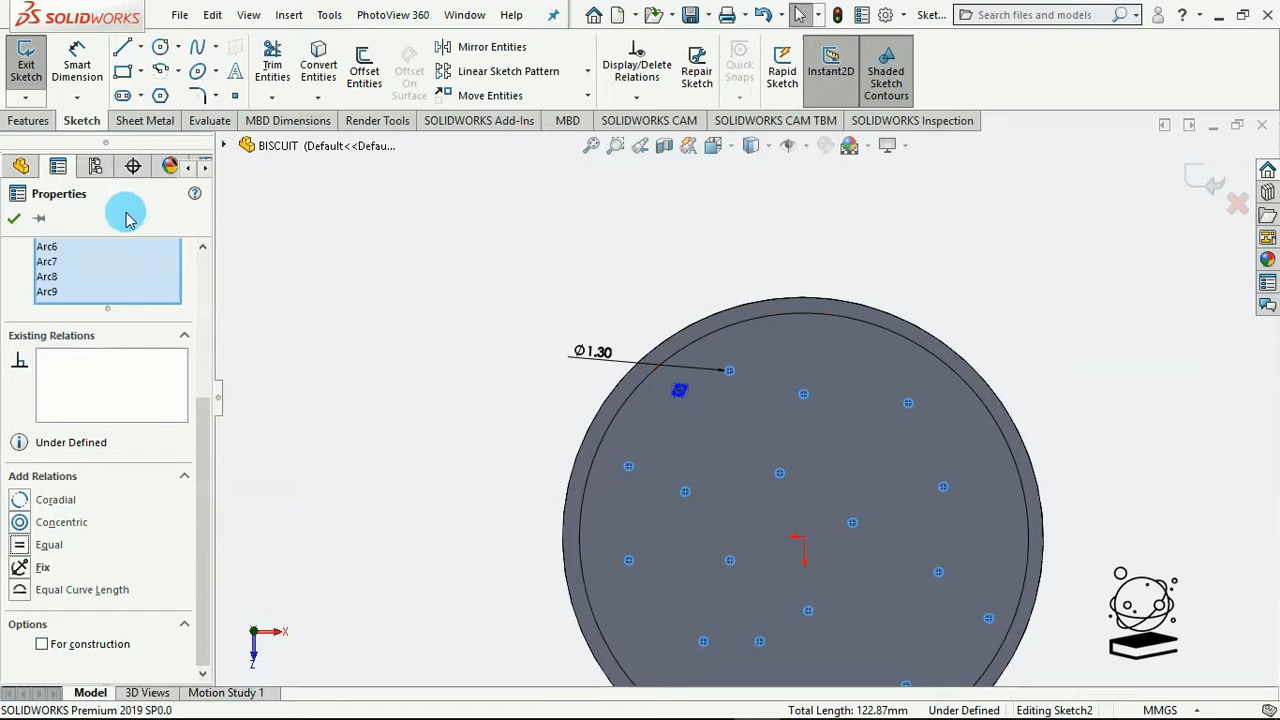 SOLIDWORKS
File Edit View Insert Tools PhotoView 360 Window Help
Sket...
Search files and models
?
Exit Sketch
Smart Dimension
Trim Entities
Convert Entities
Offset Entities
Offset On Surface
Mirror Entities
Linear Sketch Pattern
Move Entities
Display/Delete Relations
Repair Sketch
Quick Snaps
Rapid Sketch
Instant2D
Shaded Sketch Contours
Features Sketch Sheet Metal Evaluate MBD Dimensions Render Tools SOLIDWORKS Add-Ins MBD SOLIDWORKS CAM SOLIDWORKS CAM TBM SOLIDWORKS Inspection
BISCUIT (Default<<Defau...
Properties
Arc6
Arc7
Arc8
Arc9
Existing Relations
Under Defined
Add Relations
Coradial
Concentric
Equal
Fix
Equal Curve Length
Options
For construction
Ø1.30
X
Z
Model 3D Views Motion Study 1
SOLIDWORKS Premium 2019 SP0.0
Total Length: 122.87mm Under Defined Editing Sketch2 MMGS